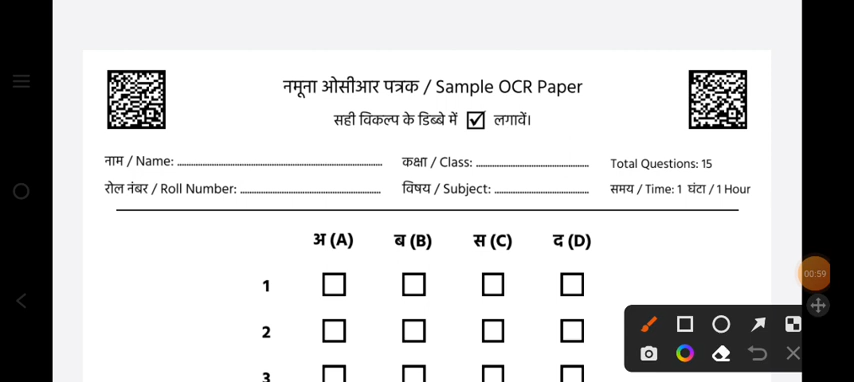 नमूना ओसीआर पत्रक / Sample OCR Paper
सही विकल्प के डिब्बे में ☑ लगावें।
नाम / Name: ........................ कक्षा / Class: ........................ Total Questions: 15
रोल नंबर / Roll Number: ........................ विषय / Subject: ........................ समय / Time: 1 घंटा / 1 Hour
अ (A) ब (B) स (C) द (D)
1
00:59
2
3